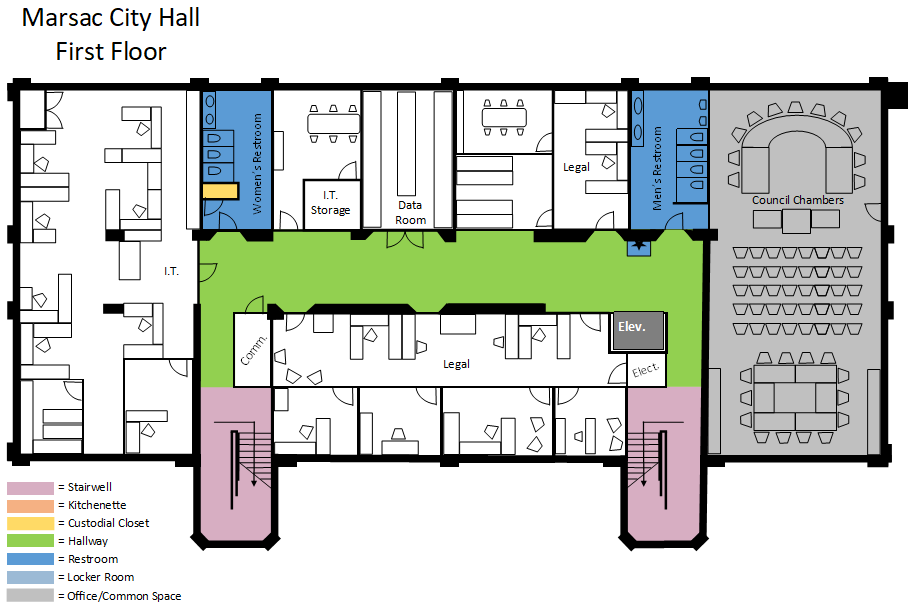 Marsac City Hall
First Floor
Women's Restroom
I.T.
Storage
Data
Room
Legal
Men's Restroom
Council Chambers
I.T.
Comm.
Legal
Elev.
Elect.
= Stairwell
= Kitchenette
= Custodial Closet
= Hallway
= Restroom
= Locker Room
= Office/Common Space